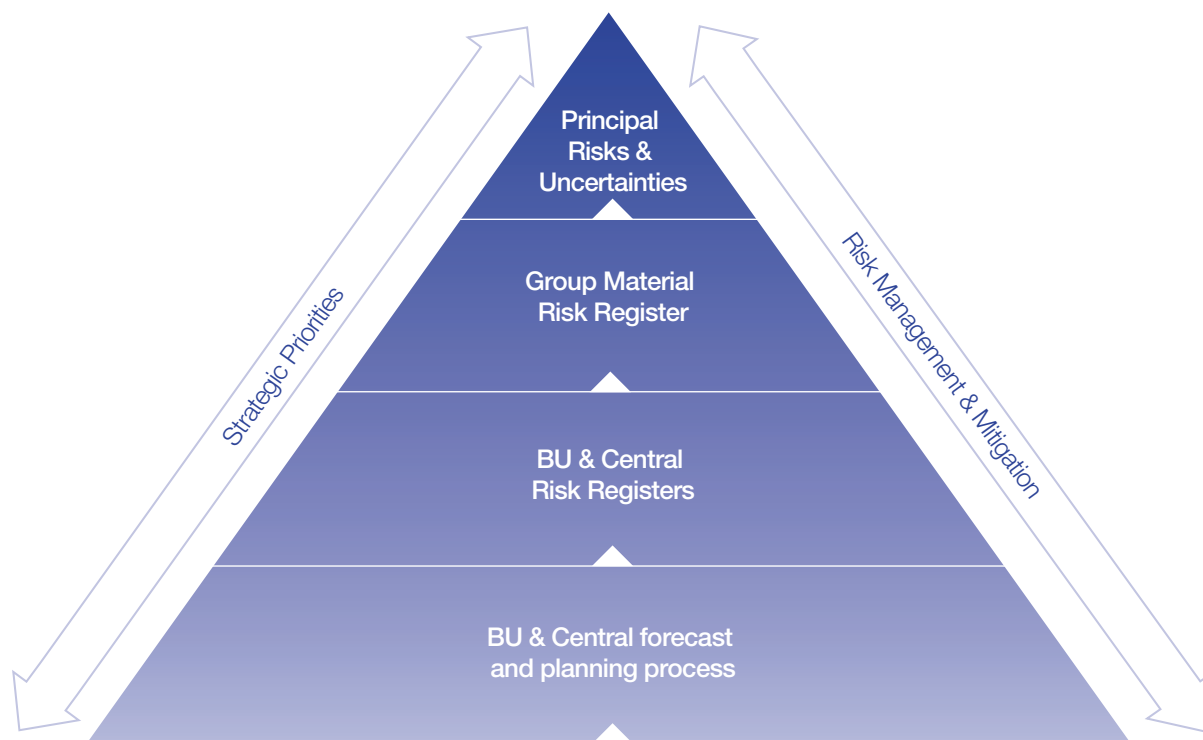 Principal
Risks &
Uncertainties
Group Material
Risk Register
BU & Central
Risk Registers
BU & Central forecast
and planning process
Strategic Priorities
Risk Management & Mitigation